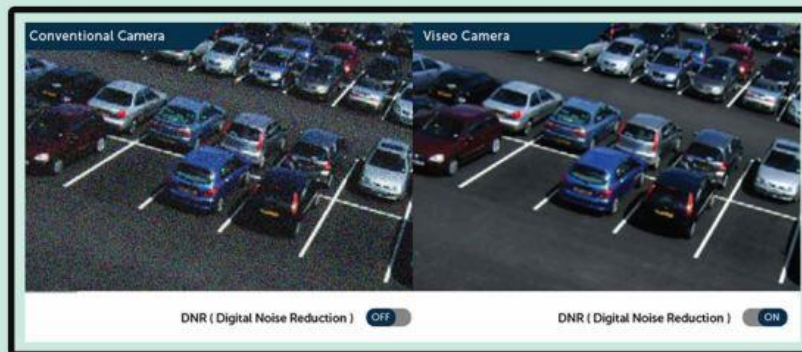 Conventional Camera
Viseo Camera
DNR ( Digital Noise Reduction ) OFF
DNR ( Digital Noise Reduction ) ON